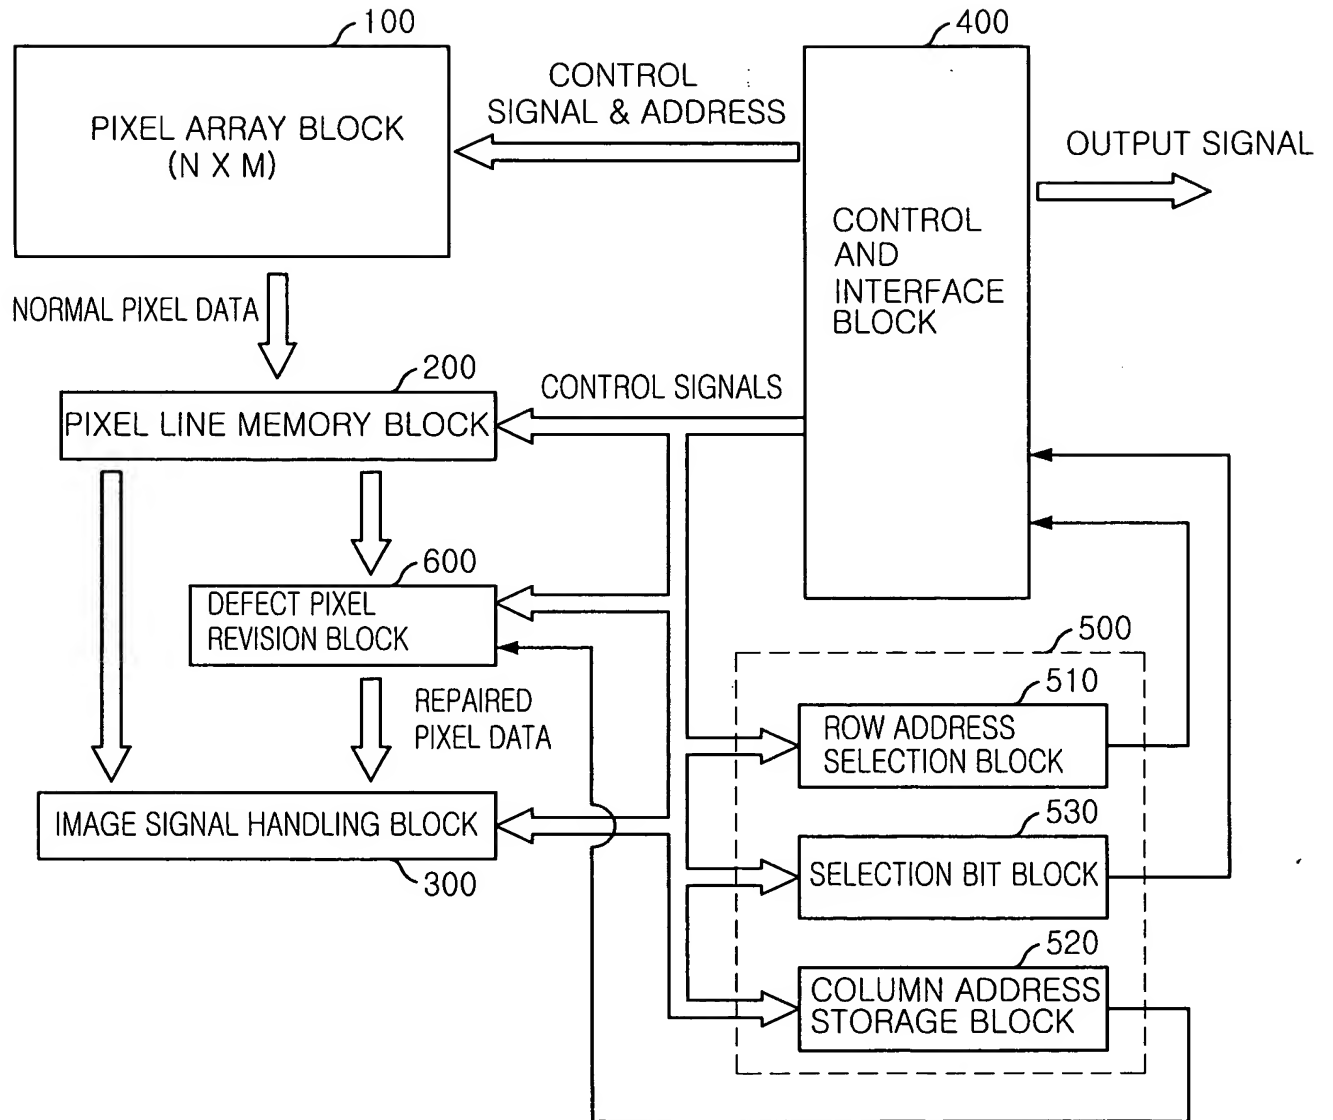 100
400
PIXEL ARRAY BLOCK
(N X M)
CONTROL
SIGNAL & ADDRESS
OUTPUT SIGNAL
CONTROL
AND
INTERFACE
BLOCK
NORMAL PIXEL DATA
200
PIXEL LINE MEMORY BLOCK
CONTROL SIGNALS
600
DEFECT PIXEL
REVISION BLOCK
REPAIRED
PIXEL DATA
IMAGE SIGNAL HANDLING BLOCK
300
500
510
ROW ADDRESS
SELECTION BLOCK
530
SELECTION BIT BLOCK
520
COLUMN ADDRESS
STORAGE BLOCK